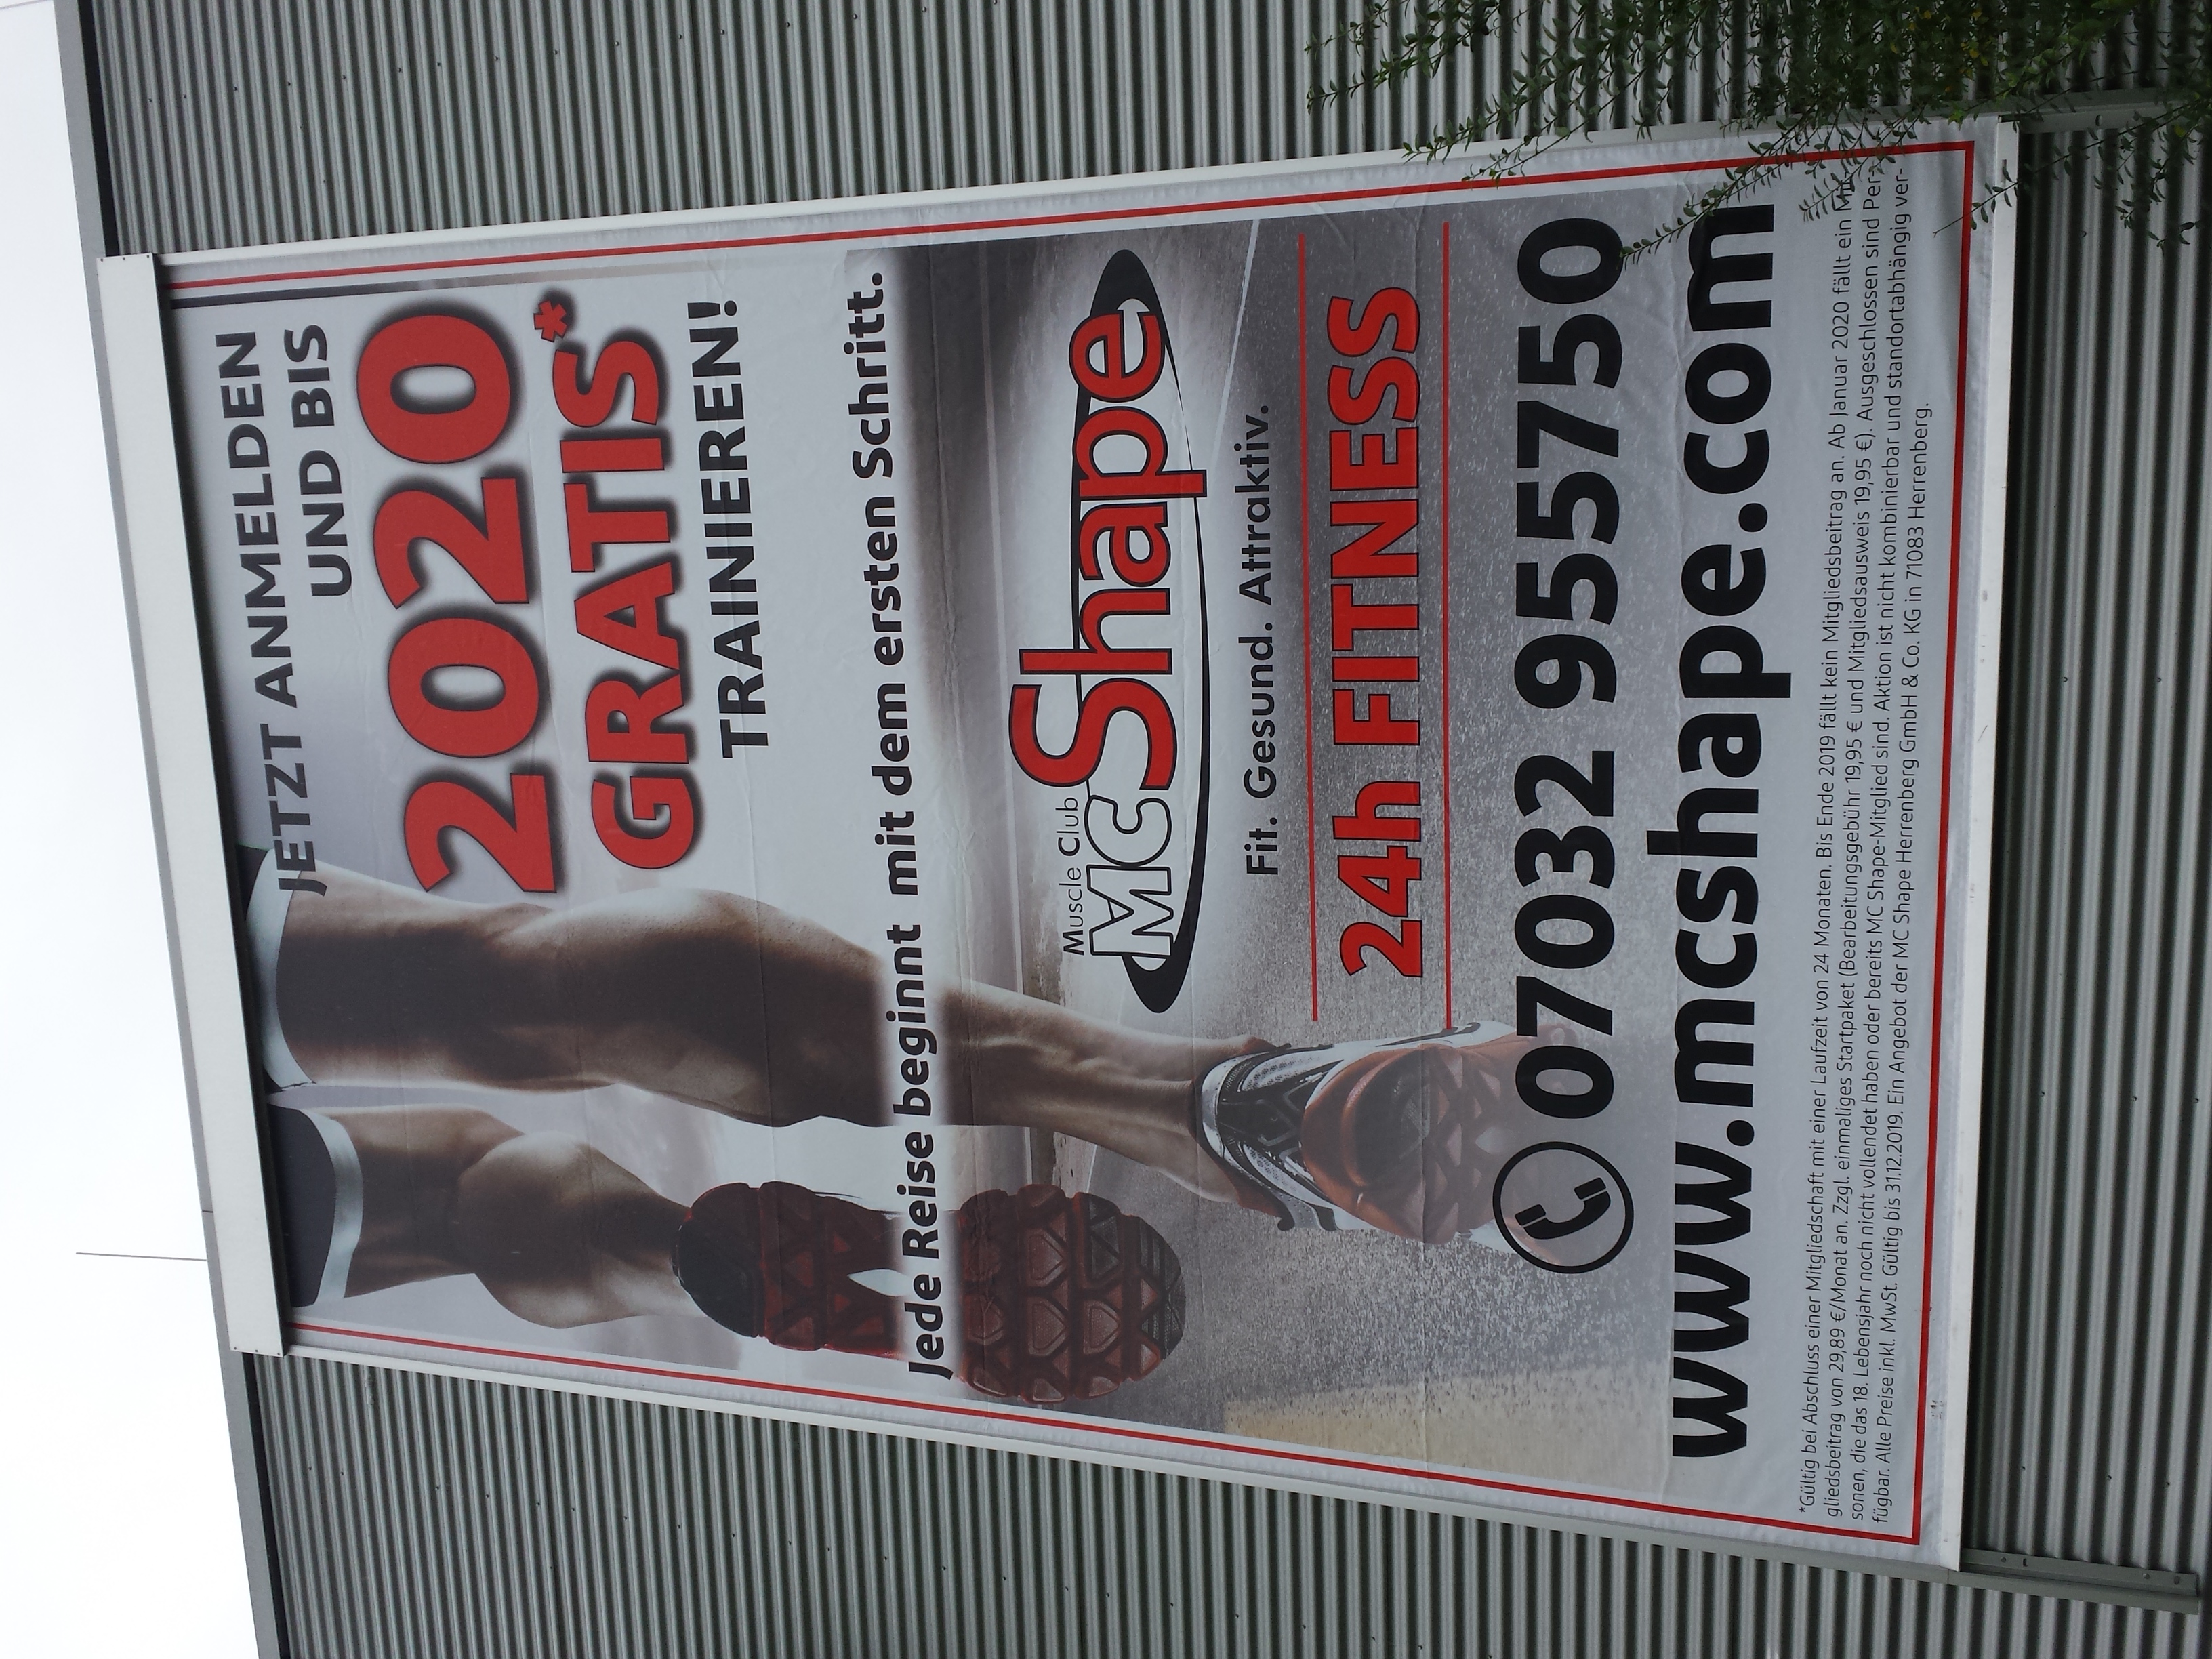 JETZT ANMELDEN
UND BIS
2020
GRATIS*
TRAINIEREN!
Jede Reise beginnt mit dem ersten Schritt.
Muscle Club
MC Shape
Fit. Gesund. Attraktiv.
24h FITNESS
07032 955750
www.mcshape.com
*Gültig bei Abschluss einer Mitgliedschaft mit einer Laufzeit von 24 Monaten. Bis Ende 2019 fällt kein Mitgliedsbeitrag an. Ab Januar 2020 fällt ein Mit-
gliedsbeitrag von 29,89 €/Monat an. Zzgl. einmaliges Startpaket (Bearbeitungsgebühr 19,95 € und Mitgliedsausweis 19,95 €). Ausgeschlossen sind Per-
sonen, die das 18. Lebensjahr noch nicht vollendet haben oder bereits MC Shape-Mitglied sind. Aktion ist nicht kombinierbar und standortabhängig ver-
fügbar. Alle Preise inkl. MwSt. Gültig bis 31.12.2019. Ein Angebot der MC Shape Herrenberg GmbH & Co. KG in 71083 Herrenberg.